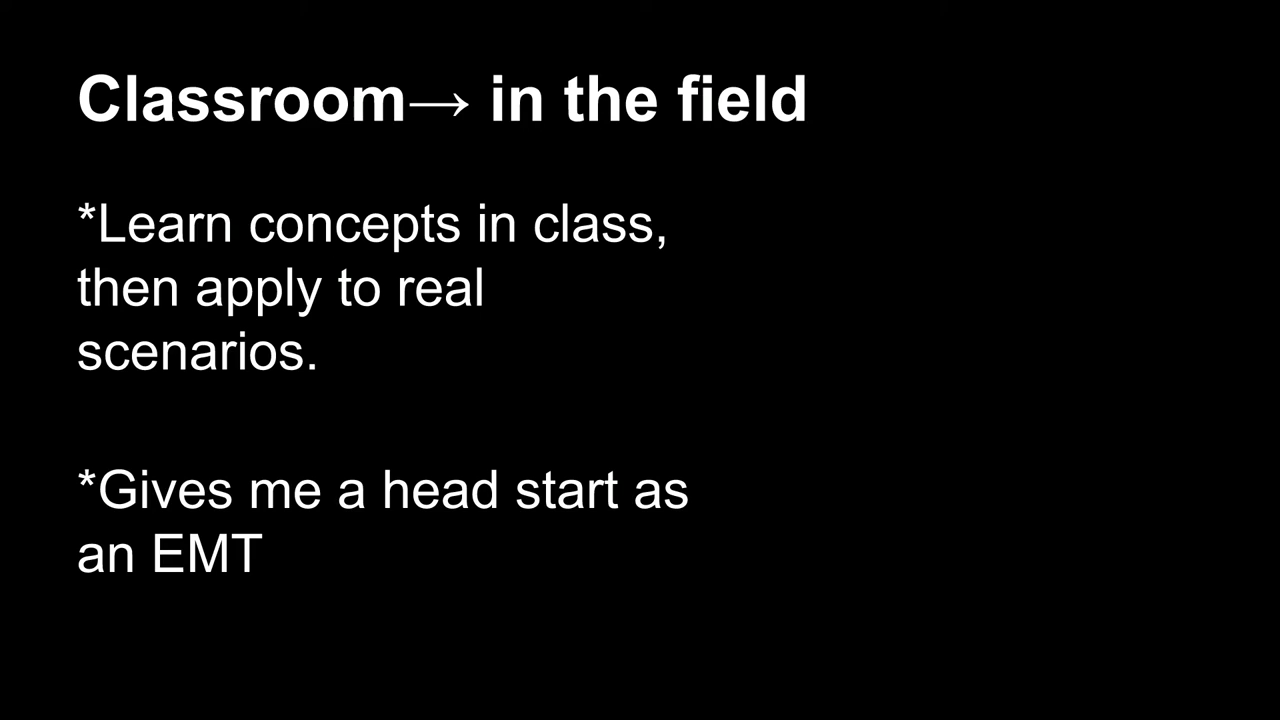 Classroom→ in the field
*Learn concepts in class,
then apply to real
scenarios.
*Gives me a head start as
an EMT